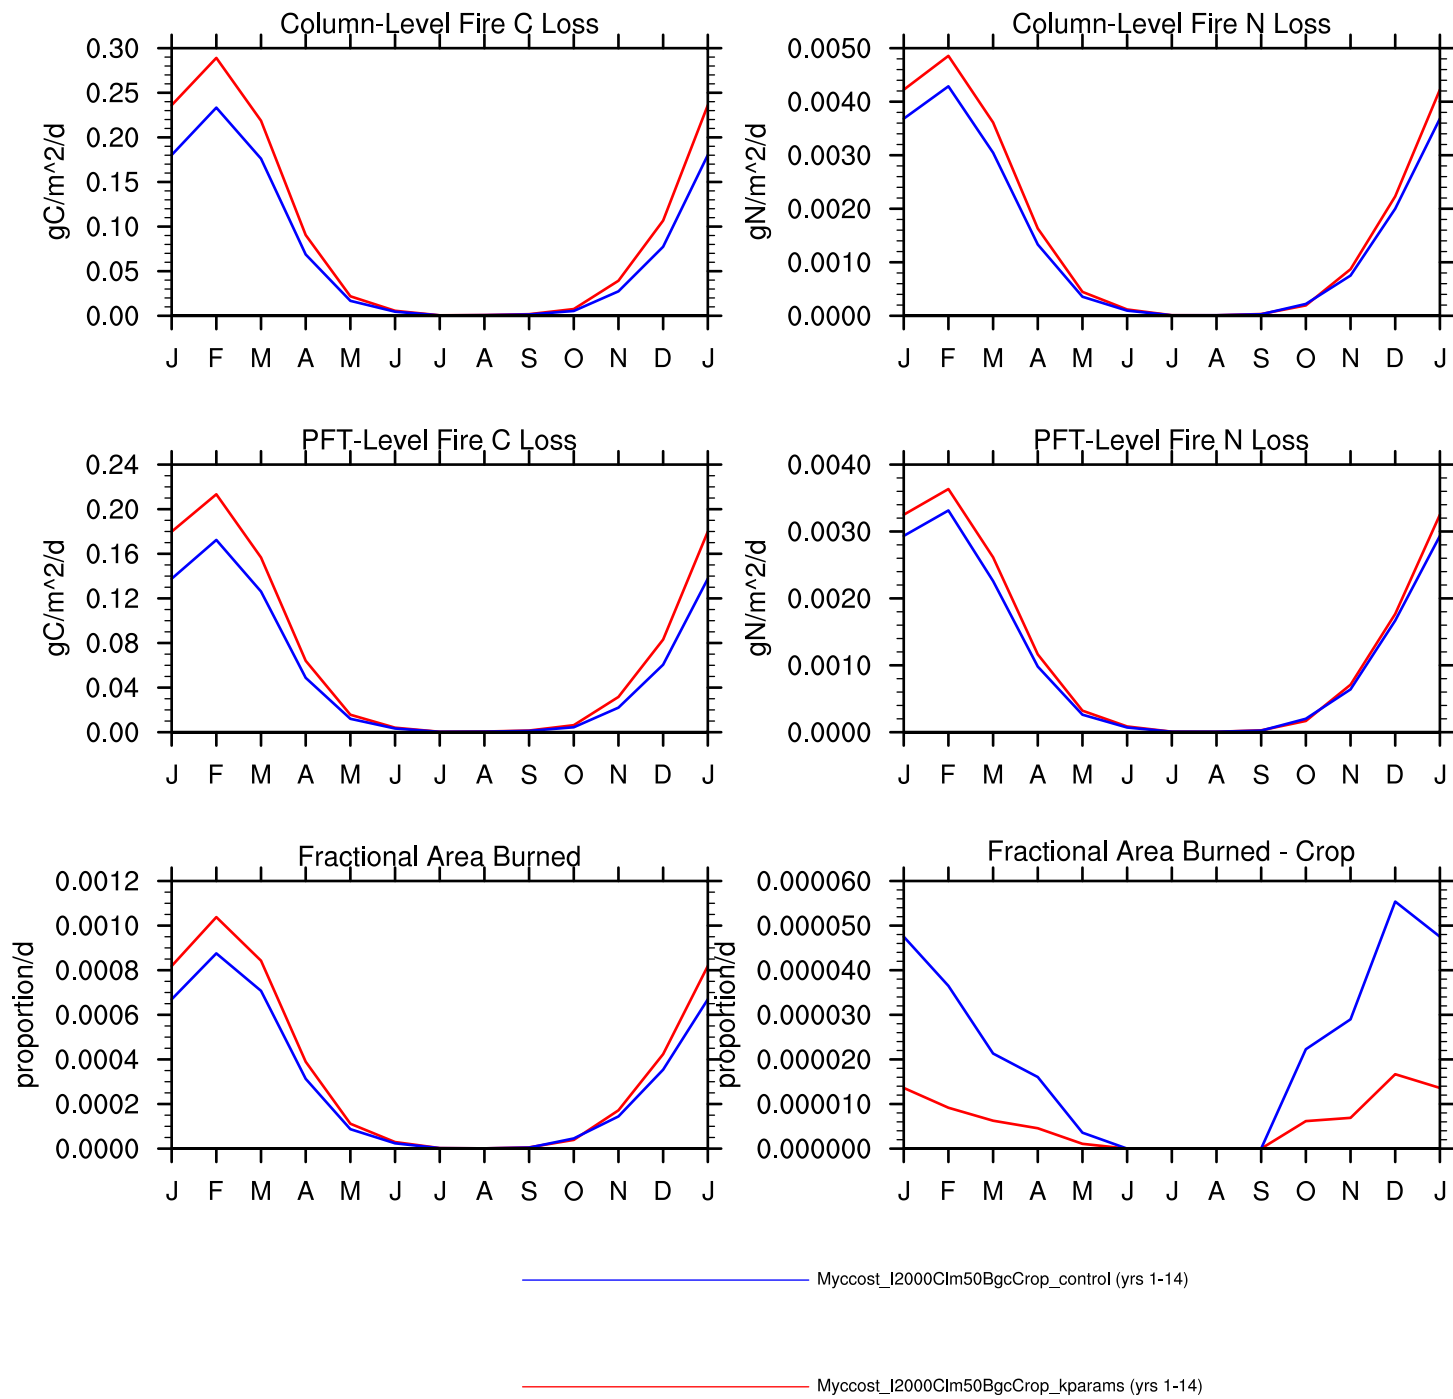 Column-Level Fire C Loss
gC/m^2/d
0.30
0.25
0.20
0.15
0.10
0.05
0.00
J F M A M J J A S O N D J
Column-Level Fire N Loss
gN/m^2/d
0.0050
0.0040
0.0030
0.0020
0.0010
0.0000
J F M A M J J A S O N D J
PFT-Level Fire C Loss
gC/m^2/d
0.24
0.20
0.16
0.12
0.08
0.04
0.00
J F M A M J J A S O N D J
PFT-Level Fire N Loss
gN/m^2/d
0.0040
0.0030
0.0020
0.0010
0.0000
J F M A M J J A S O N D J
Fractional Area Burned
proportion/d
0.0012
0.0010
0.0008
0.0006
0.0004
0.0002
0.0000
J F M A M J J A S O N D J
Fractional Area Burned - Crop
proportion/d
0.000060
0.000050
0.000040
0.000030
0.000020
0.000010
0.000000
J F M A M J J A S O N D J
Myccost_I2000Clm50BgcCrop_control (yrs 1-14)
Myccost_I2000Clm50BgcCrop_kparams (yrs 1-14)